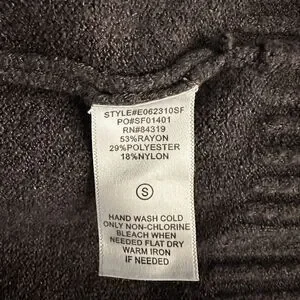 STYLE#E062310SF
PO#SF01401
RN#84319
53%RAYON
29%POLYESTER
18%NYLON
S
HAND WASH COLD
ONLY NON-CHLORINE
BLEACH WHEN
NEEDED FLAT DRY
WARM IRON
IF NEEDED